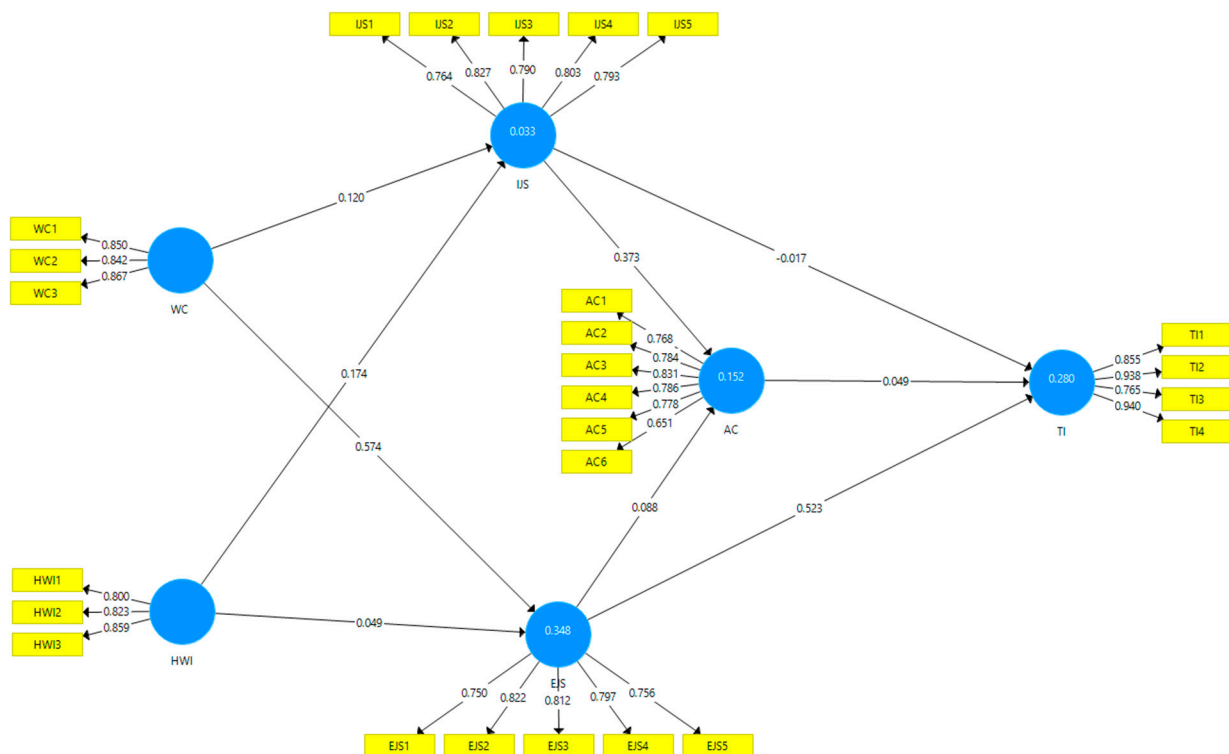 IJS1 IJS2 IJS3 IJS4 IJS5
0.764 0.827 0.790 0.803 0.793
0.033
IJS
0.120
WC1
WC2
WC3
0.850
0.842
0.867
WC
0.373
-0.017
0.174
0.574
AC1
AC2
AC3
AC4
AC5
AC6
0.768
0.784
0.831
0.786
0.778
0.651
0.152
AC
0.049
0.280
TI
0.855
0.938
0.765
0.940
TI1
TI2
TI3
TI4
0.088
0.523
HWI1
HWI2
HWI3
0.800
0.823
0.859
HWI
0.049
0.348
EJS
0.750 0.822 0.812 0.797 0.756
EJS1 EJS2 EJS3 EJS4 EJS5